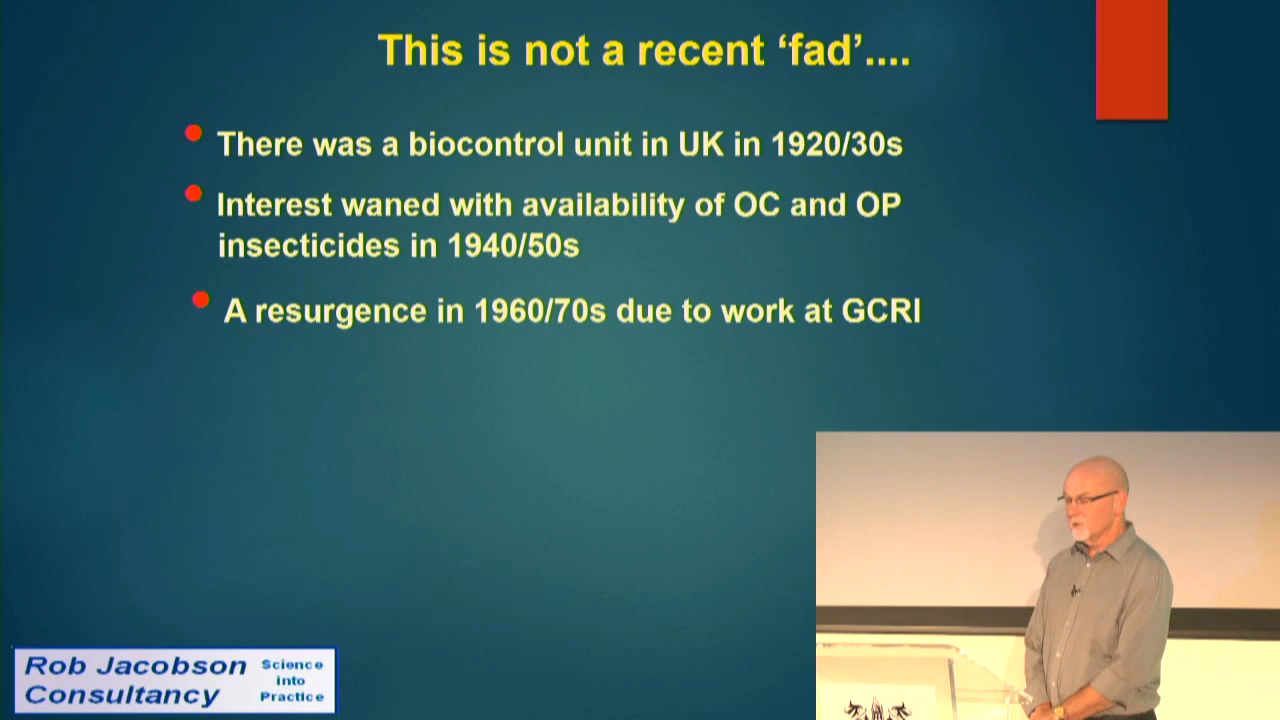 This is not a recent ‘fad’....
There was a biocontrol unit in UK in 1920/30s
Interest waned with availability of OC and OP
insecticides in 1940/50s
A resurgence in 1960/70s due to work at GCRI
Rob Jacobson
Consultancy
Science
into
Practice